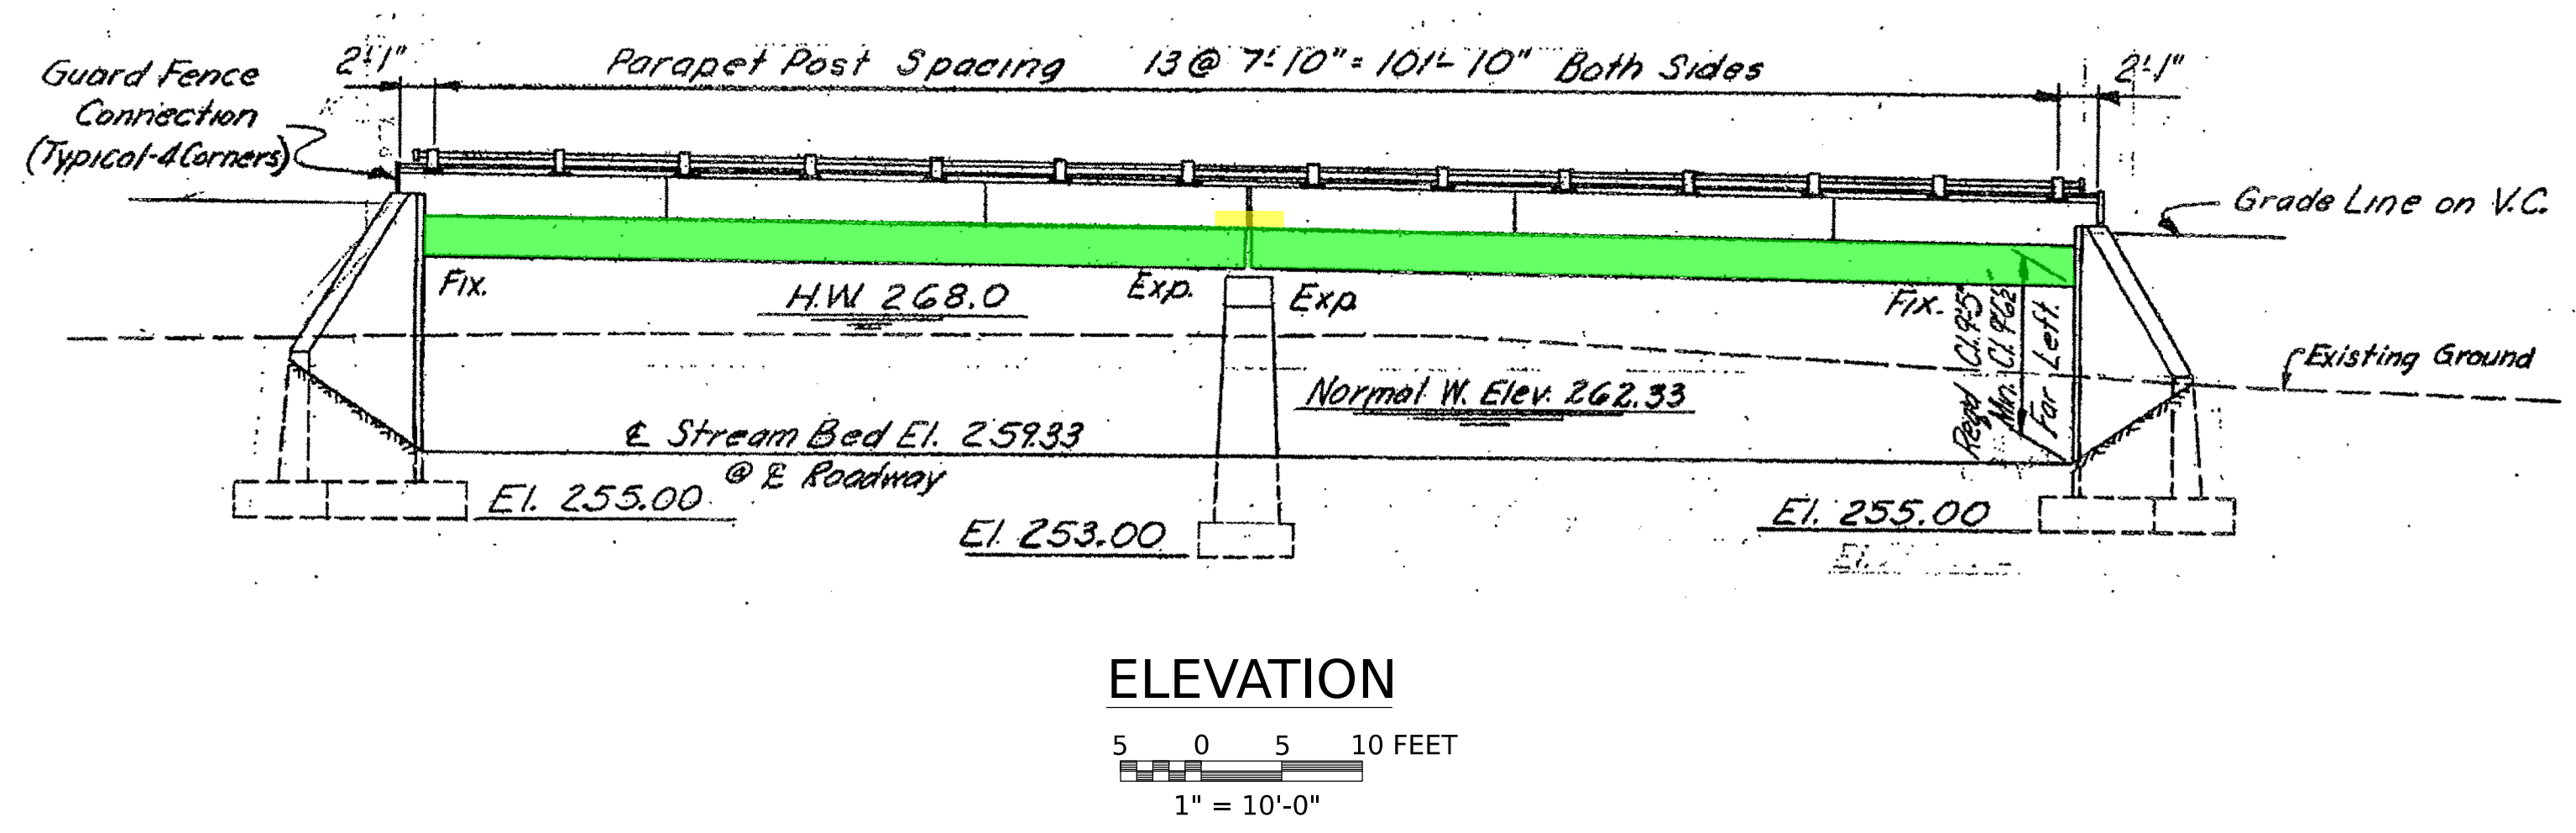 2'-1" Parapet Post Spacing 13 @ 7'-10" = 101'-10" Both Sides 2'-1"
Guard Fence
Connection
(Typical-4 Corners)
Grade Line on V.C.
Fix. Exp. Exp. Fix.
H.W. 268.0
Req'd Cl. 9.5'
Min. Cl.
Far Left.
Existing Ground
Normal W. Elev. 262.33
℄ Stream Bed El. 259.33
@ ℄ Roadway
El. 255.00
El. 253.00
El. 255.00
El.
ELEVATION
5 0 5 10 FEET
1" = 10'-0"